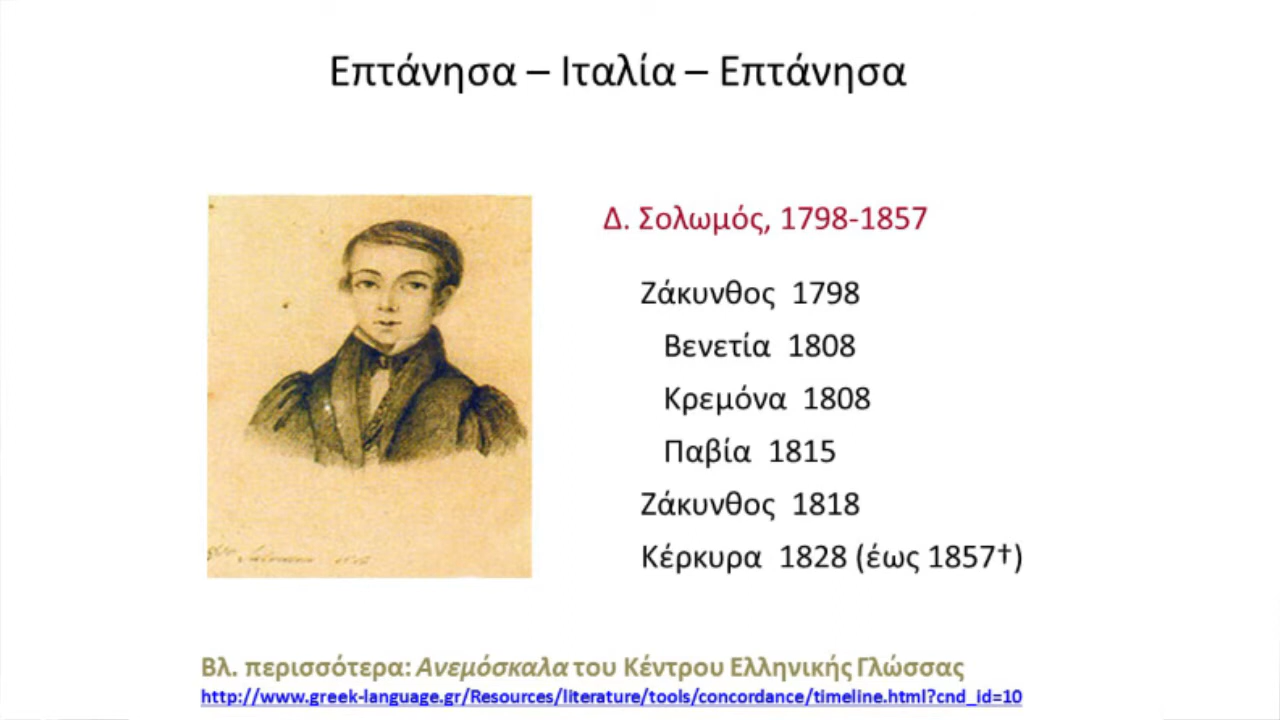 Επτάνησα – Ιταλία – Επτάνησα
Δ. Σολωμός, 1798-1857
Ζάκυνθος 1798
Βενετία 1808
Κρεμόνα 1808
Παβία 1815
Ζάκυνθος 1818
Κέρκυρα 1828 (έως 1857†)
Βλ. περισσότερα: Ανεμόσκαλα του Κέντρου Ελληνικής Γλώσσας
http://www.greek-language.gr/Resources/literature/tools/concordance/timeline.html?cnd_id=10